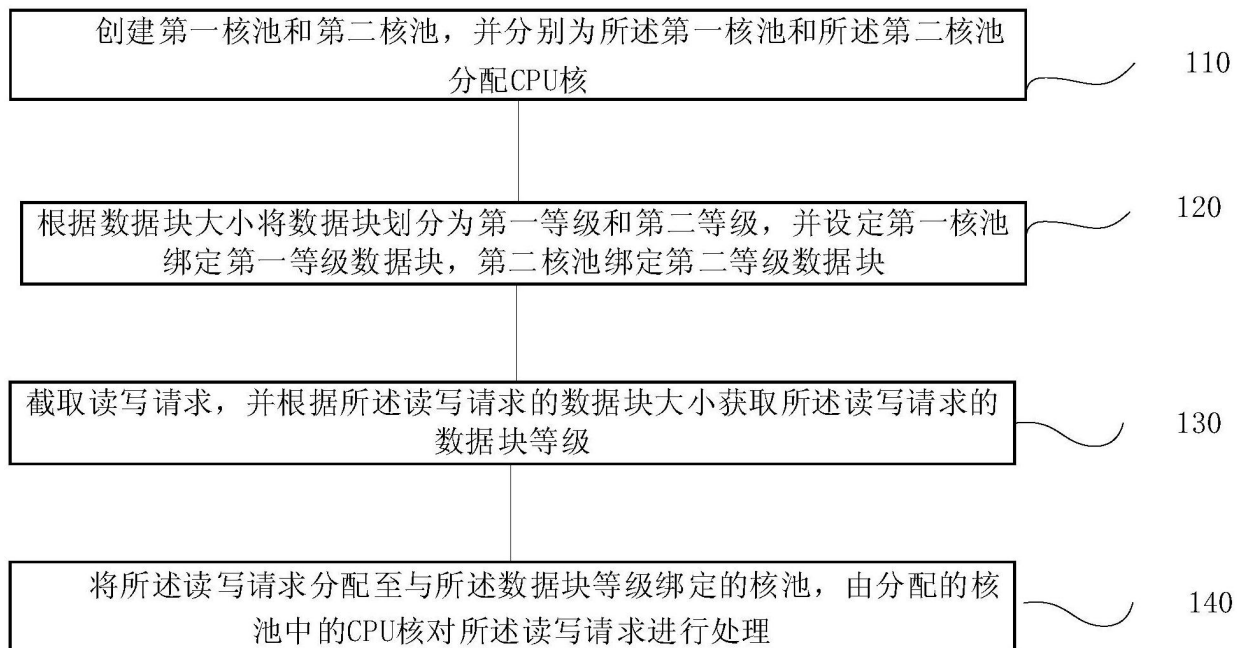 创建第一核池和第二核池，并分别为所述第一核池和所述第二核池
分配CPU核
110
根据数据块大小将数据块划分为第一等级和第二等级，并设定第一核池
绑定第一等级数据块，第二核池绑定第二等级数据块
120
截取读写请求，并根据所述读写请求的数据块大小获取所述读写请求的
数据块等级
130
将所述读写请求分配至与所述数据块等级绑定的核池，由分配的核
池中的CPU核对所述读写请求进行处理
140